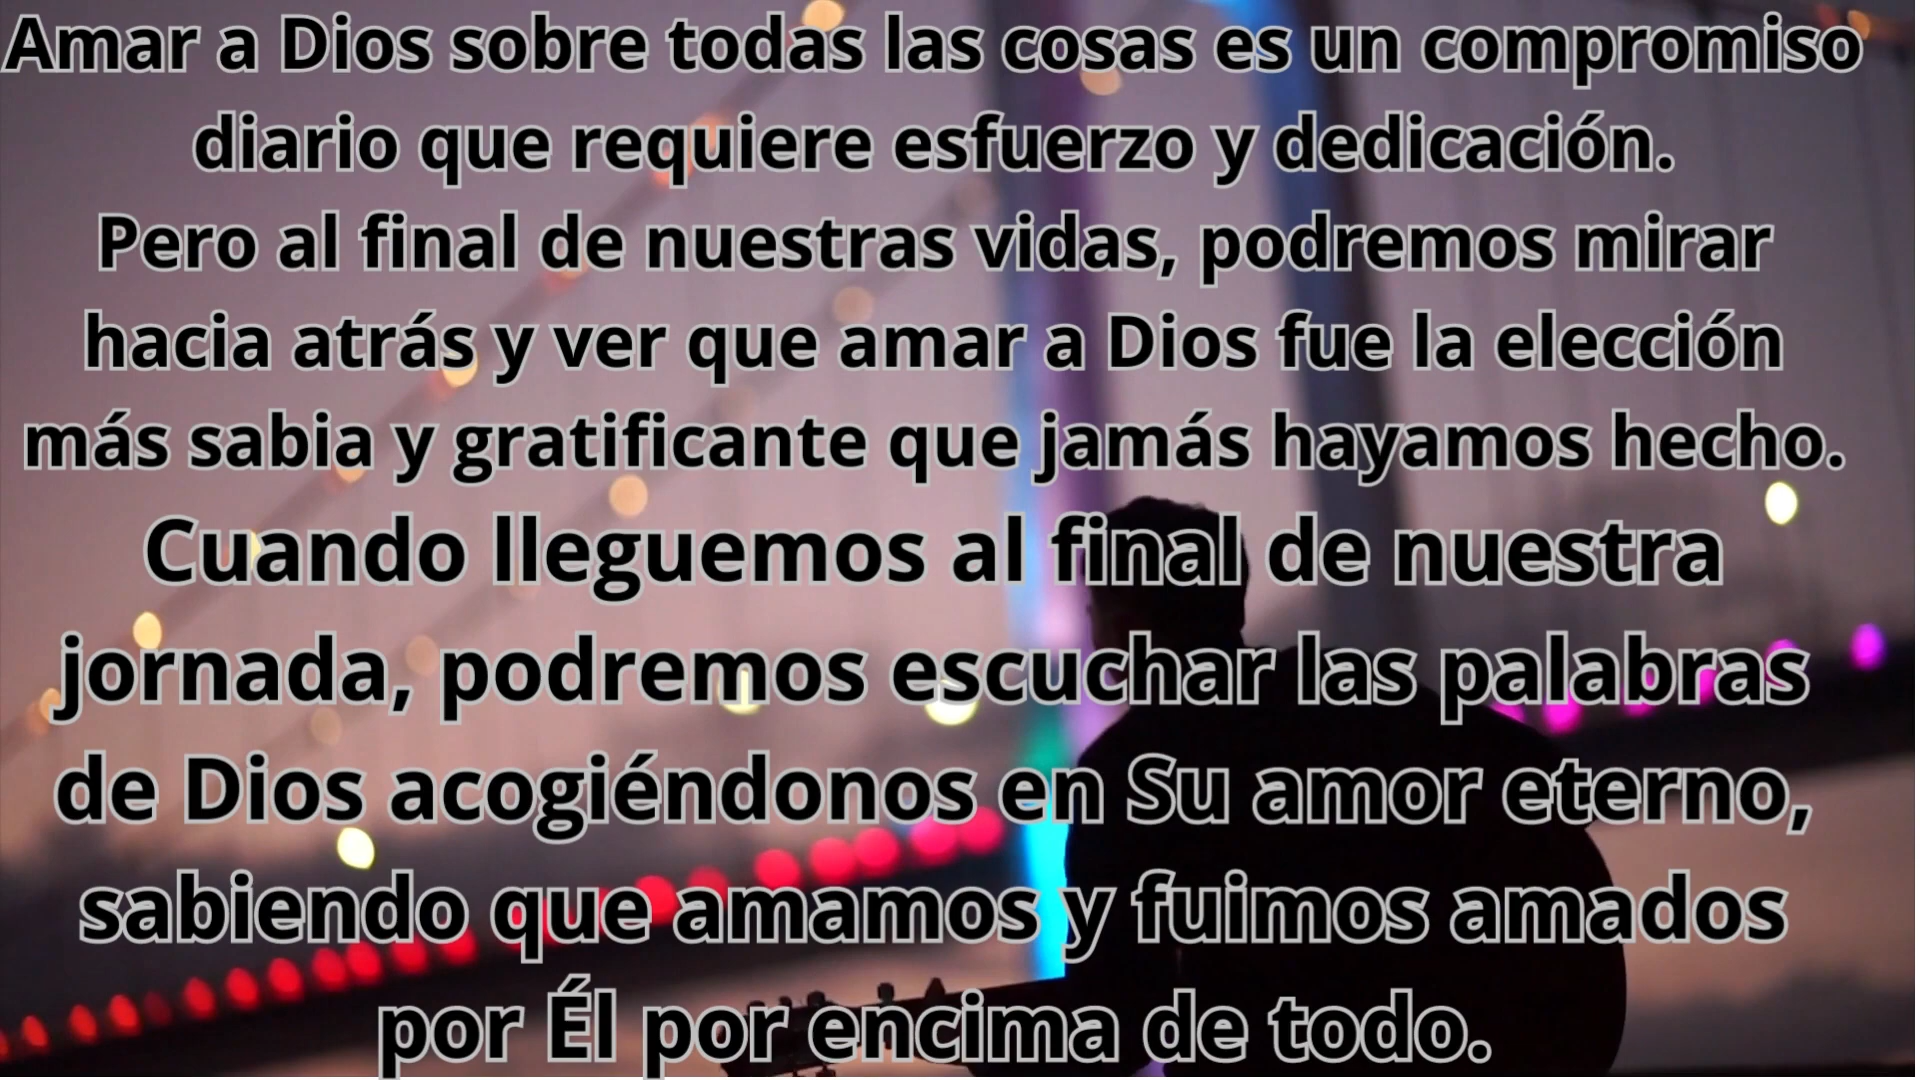 Amar a Dios sobre todas las cosas es un compromiso
diario que requiere esfuerzo y dedicación.
Pero al final de nuestras vidas, podremos mirar
hacia atrás y ver que amar a Dios fue la elección
más sabia y gratificante que jamás hayamos hecho.
Cuando lleguemos al final de nuestra
jornada, podremos escuchar las palabras
de Dios acogiéndonos en Su amor eterno,
sabiendo que amamos y fuimos amados
por Él por encima de todo.